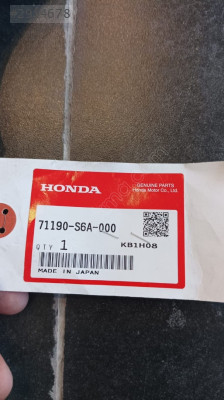 HONDA
GENUINE PARTS
Honda Motor Co., Ltd.
71190-S6A-000
QTY 1
KB1H08
MADE IN JAPAN